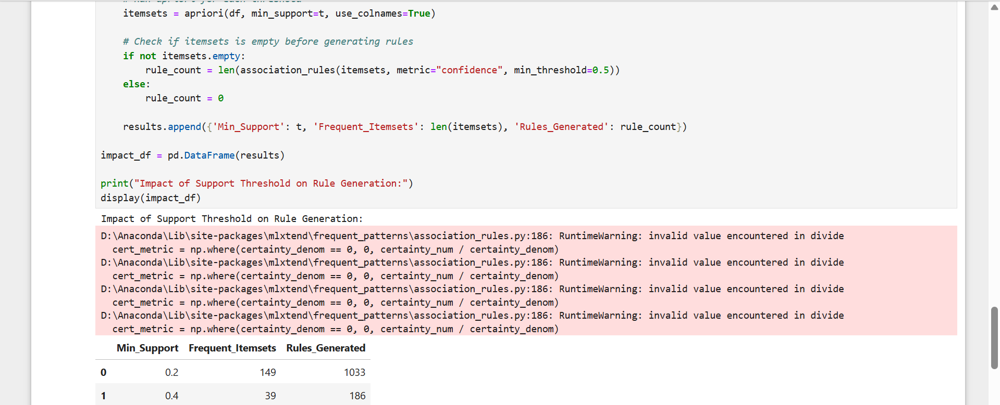 itemsets = apriori(df, min_support=t, use_colnames=True)
# Check if itemsets is empty before generating rules
if not itemsets.empty:
rule_count = len(association_rules(itemsets, metric="confidence", min_threshold=0.5))
else:
rule_count = 0
results.append({'Min_Support': t, 'Frequent_Itemsets': len(itemsets), 'Rules_Generated': rule_count})
impact_df = pd.DataFrame(results)
print("Impact of Support Threshold on Rule Generation:")
display(impact_df)
Impact of Support Threshold on Rule Generation:
D:\Anaconda\Lib\site-packages\mlxtend\frequent_patterns\association_rules.py:186: RuntimeWarning: invalid value encountered in divide
cert_metric = np.where(certainty_denom == 0, 0, certainty_num / certainty_denom)
D:\Anaconda\Lib\site-packages\mlxtend\frequent_patterns\association_rules.py:186: RuntimeWarning: invalid value encountered in divide
cert_metric = np.where(certainty_denom == 0, 0, certainty_num / certainty_denom)
D:\Anaconda\Lib\site-packages\mlxtend\frequent_patterns\association_rules.py:186: RuntimeWarning: invalid value encountered in divide
cert_metric = np.where(certainty_denom == 0, 0, certainty_num / certainty_denom)
D:\Anaconda\Lib\site-packages\mlxtend\frequent_patterns\association_rules.py:186: RuntimeWarning: invalid value encountered in divide
cert_metric = np.where(certainty_denom == 0, 0, certainty_num / certainty_denom)
Min_Support Frequent_Itemsets Rules_Generated
0 0.2 149 1033
1 0.4 39 186